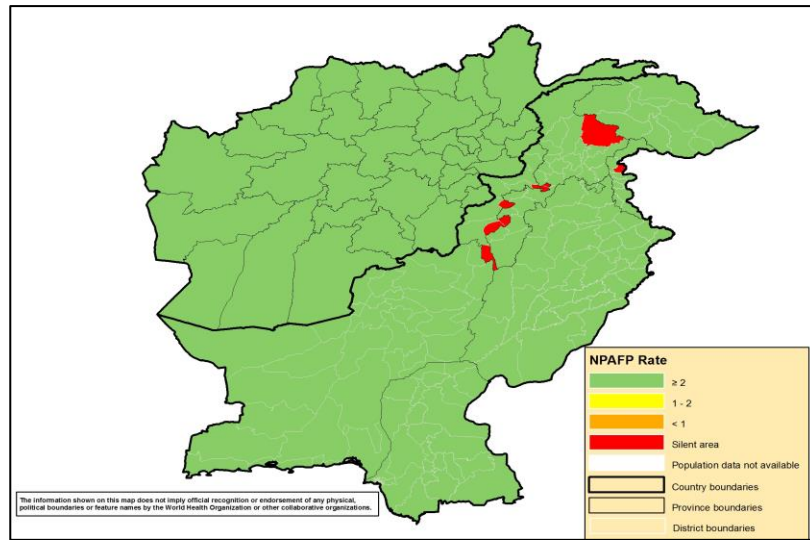 NPAFP Rate
≥ 2
1 - 2
< 1
Silent area
Population data not available
Country boundaries
Province boundaries
District boundaries
The information shown on this map does not imply official recognition or endorsement of any physical,
political boundaries or feature names by the World Health Organization or other collaborative organizations.